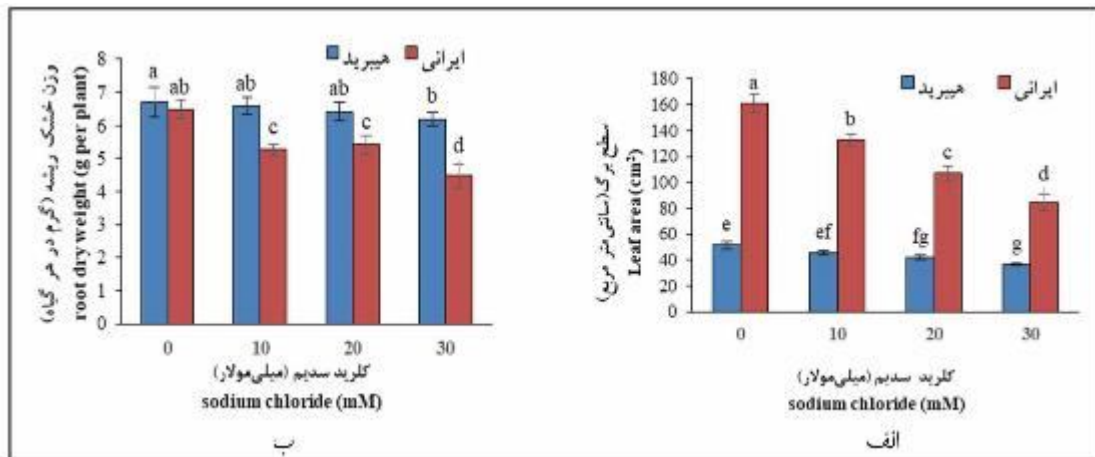 هیبرید ایرانی
a ab ab c ab c b d
8
7
6
5
4
3
2
1
0
وزن خشک ریشه (گرم در هر گیاه)
root dry weight (g per plant)
0 10 20 30
کلرید سدیم (میلی‌مولار)
sodium chloride (mM)
ب
هیبرید ایرانی
e a ef b fg c g d
180
160
140
120
100
80
60
40
20
0
سطح برگ(سانتی‌متر مربع)
Leaf area (cm²)
0 10 20 30
کلرید سدیم (میلی‌مولار)
sodium chloride (mM)
الف